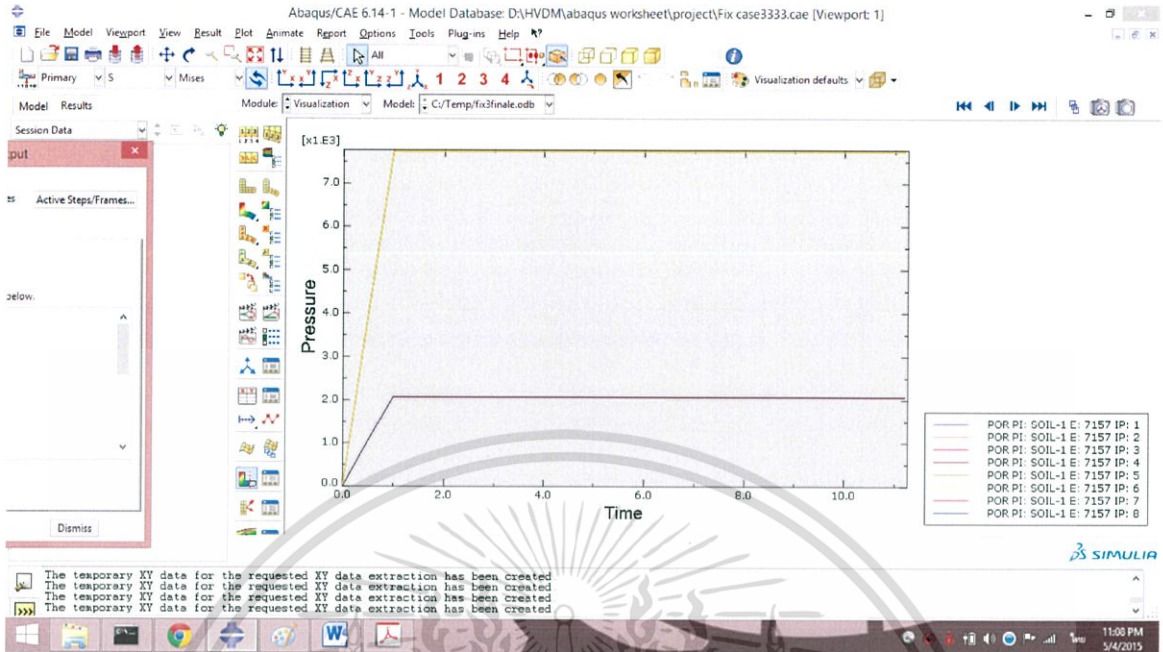 Abaqus/CAE 6.14-1 - Model Database: D:\HVDM\abaqus worksheet\project\Fix case3333.cae [Viewport: 1]
File Model Viewport View Result Plot Animate Report Options Tools Plug-ins Help
All
Primary S Mises 1 2 3 4 Visualization defaults
Model Results Module: Visualization Model: C:/Temp/fix3finale.odb
Session Data
put
es Active Steps/Frames...
below.
Dismiss
[x1.E3]
7.0
6.0
5.0
4.0
3.0
2.0
1.0
0.0
Pressure
0.0 2.0 4.0 6.0 8.0 10.0
Time
POR PI: SOIL-1 E: 7157 IP: 1
POR PI: SOIL-1 E: 7157 IP: 2
POR PI: SOIL-1 E: 7157 IP: 3
POR PI: SOIL-1 E: 7157 IP: 4
POR PI: SOIL-1 E: 7157 IP: 5
POR PI: SOIL-1 E: 7157 IP: 6
POR PI: SOIL-1 E: 7157 IP: 7
POR PI: SOIL-1 E: 7157 IP: 8
SIMULIA
The temporary XY data for the requested XY data extraction has been created
The temporary XY data for the requested XY data extraction has been created
The temporary XY data for the requested XY data extraction has been created
The temporary XY data for the requested XY data extraction has been created
11:08 PM
5/4/2015